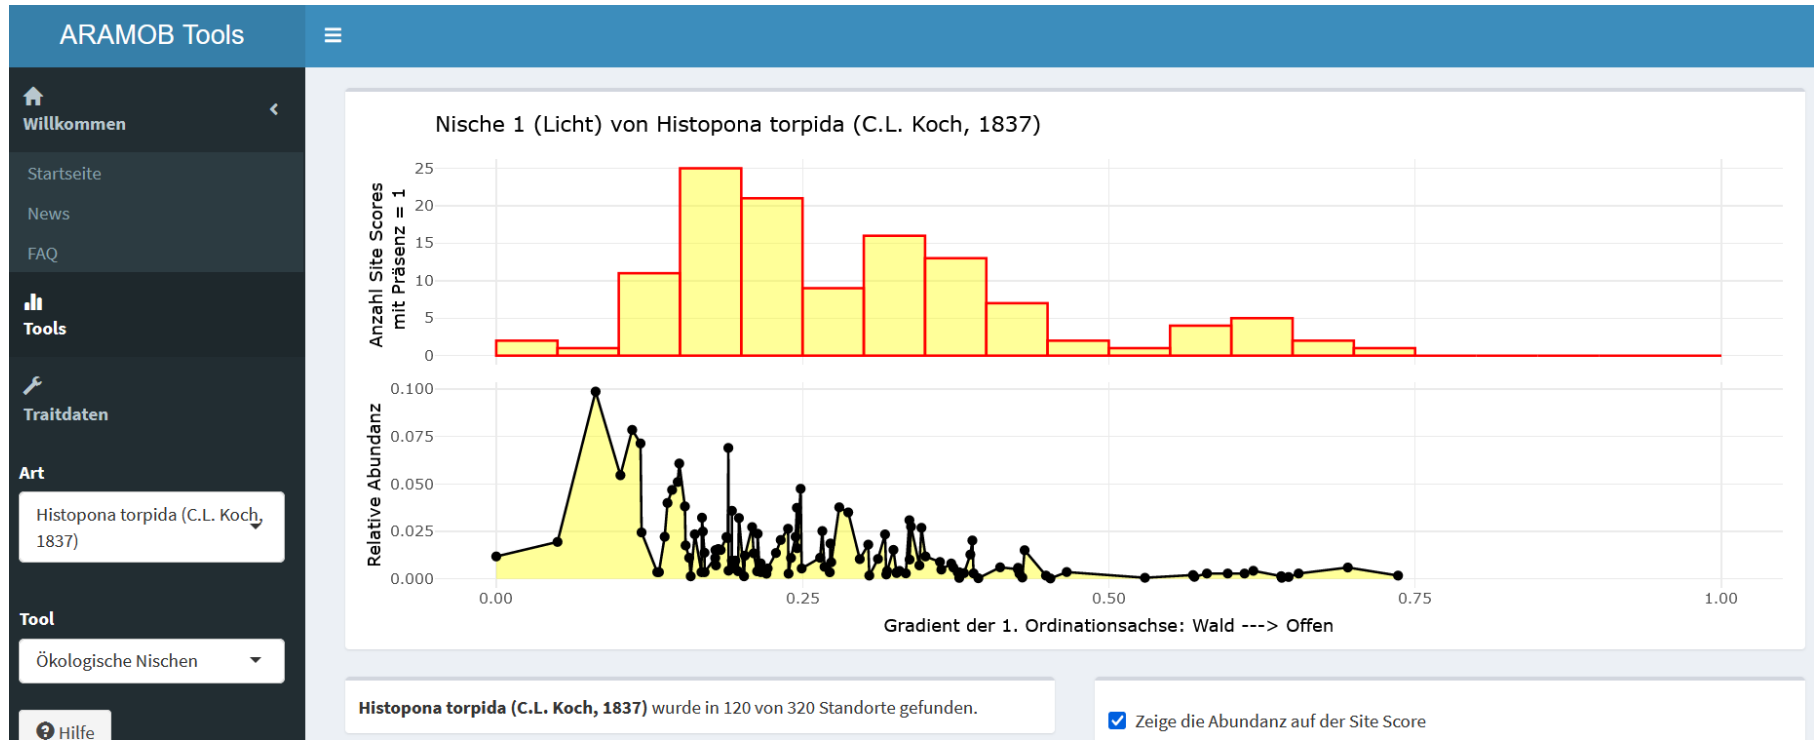 ARAMOB Tools
Willkommen
Startseite
News
FAQ
Tools
Traitdaten
Art
Histopona torpida (C.L. Koch,
1837)
Tool
Ökologische Nischen
Hilfe
Nische 1 (Licht) von Histopona torpida (C.L. Koch, 1837)
Anzahl Site Scores
mit Präsenz = 1
25
20
15
10
5
0
Relative Abundanz
0.100
0.075
0.050
0.025
0.000
0.00 0.25 0.50 0.75 1.00
Gradient der 1. Ordinationsachse: Wald ---> Offen
Histopona torpida (C.L. Koch, 1837) wurde in 120 von 320 Standorte gefunden.
Zeige die Abundanz auf der Site Score